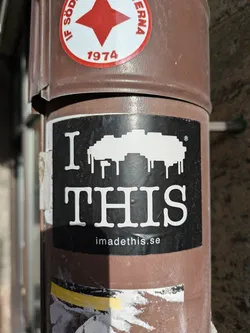 IF SÖD
ERNA
1974
I
THIS
imadethis.se